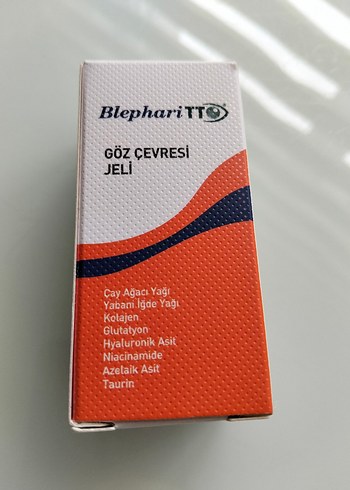 BlephariTTO
GÖZ ÇEVRESİ
JELİ
Çay Ağacı Yağı
Yabani İğde Yağı
Kolajen
Glutatyon
Hyaluronik Asit
Niacinamide
Azelaik Asit
Taurin